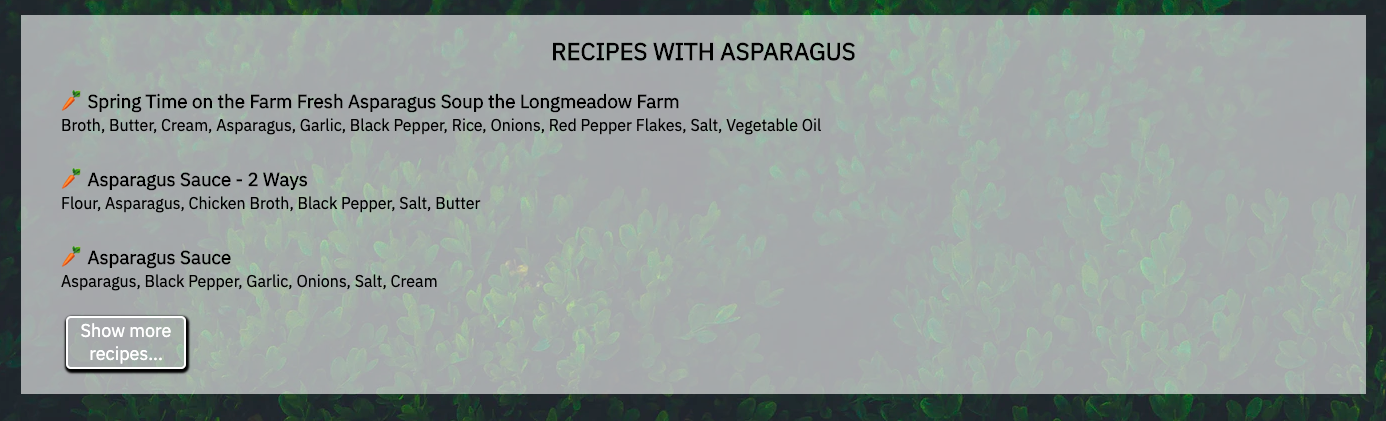 RECIPES WITH ASPARAGUS
Spring Time on the Farm Fresh Asparagus Soup the Longmeadow Farm
Broth, Butter, Cream, Asparagus, Garlic, Black Pepper, Rice, Onions, Red Pepper Flakes, Salt, Vegetable Oil
Asparagus Sauce - 2 Ways
Flour, Asparagus, Chicken Broth, Black Pepper, Salt, Butter
Asparagus Sauce
Asparagus, Black Pepper, Garlic, Onions, Salt, Cream
Show more
recipes...